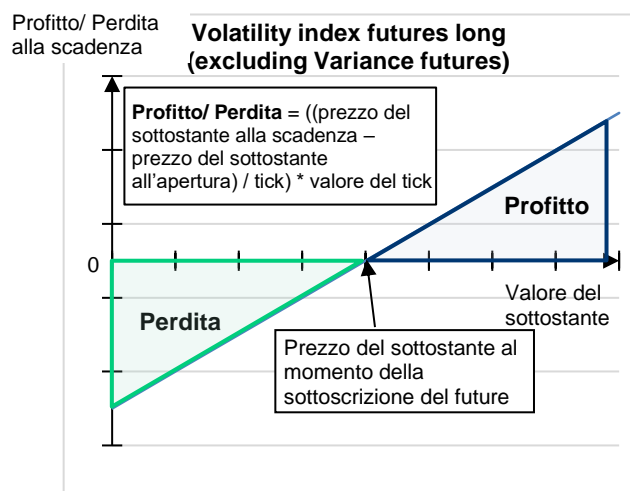 Profitto/ Perdita
alla scadenza
Volatility index futures long
(excluding Variance futures)
Profitto/ Perdita = ((prezzo del
sottostante alla scadenza –
prezzo del sottostante
all'apertura) / tick) * valore del tick
Profitto
0
Valore del
sottostante
Perdita
Prezzo del sottostante al
momento della
sottoscrizione del future